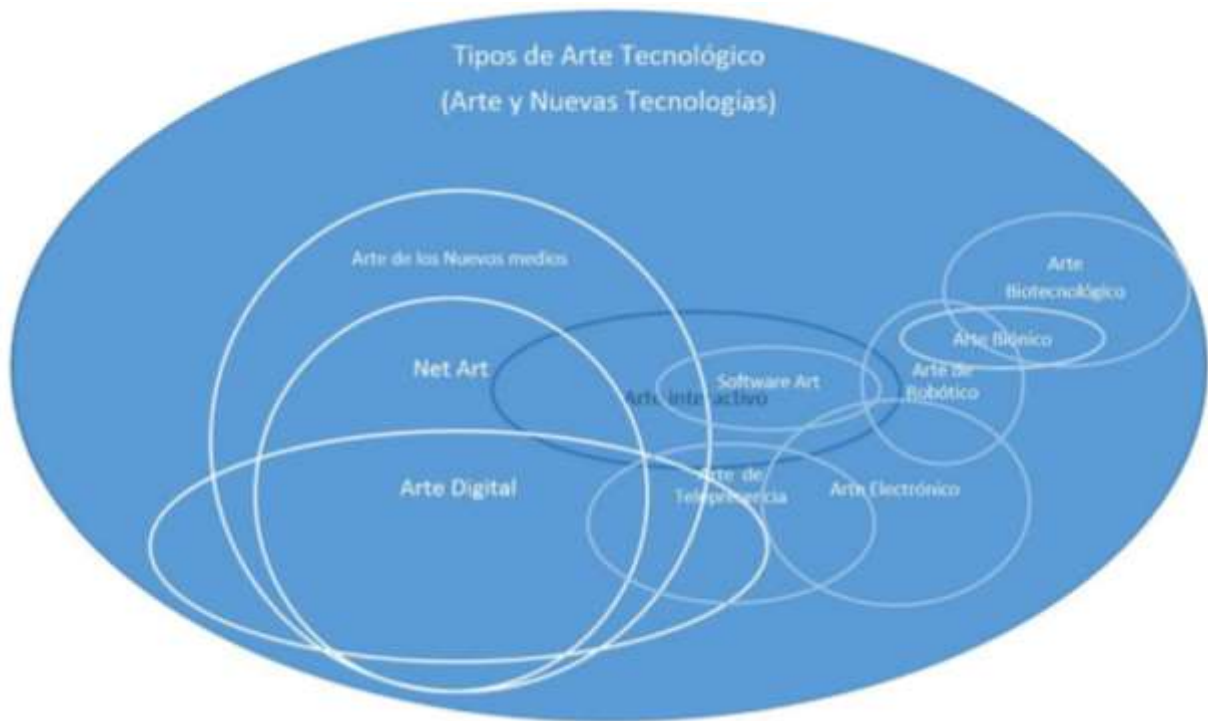 Tipos de Arte Tecnológico
(Arte y Nuevas Tecnologías)
Arte de los Nuevos medios
Arte
Biotecnológico
Arte Biónico
Net Art
Software Art
Arte de
Robótico
Arte interactivo
Arte de
Telepresencia
Arte Digital
Arte Electrónico